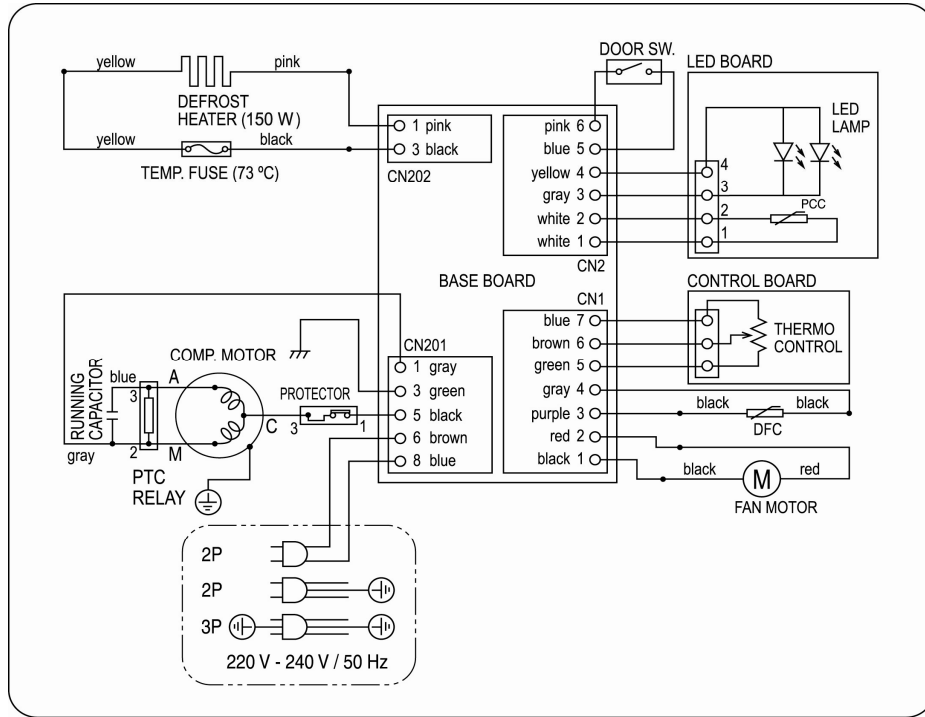 DOOR SW.
LED BOARD
yellow
pink
DEFROST
HEATER (150 W)
yellow
black
TEMP. FUSE (73 ºC)
1 pink
3 black
CN202
pink 6
blue 5
yellow 4
gray 3
white 2
white 1
CN2
4
3
2
1
LED
LAMP
PCC
BASE BOARD
CONTROL BOARD
CN1
blue 7
brown 6
green 5
gray 4
purple 3
red 2
black 1
THERMO
CONTROL
black
black
DFC
black
red
M
FAN MOTOR
CN201
1 gray
3 green
5 black
6 brown
8 blue
COMP. MOTOR
RUNNING
CAPACITOR
blue
3
A
PROTECTOR
C
3
1
gray
2
M
PTC
RELAY
2P
2P
3P
220 V - 240 V / 50 Hz